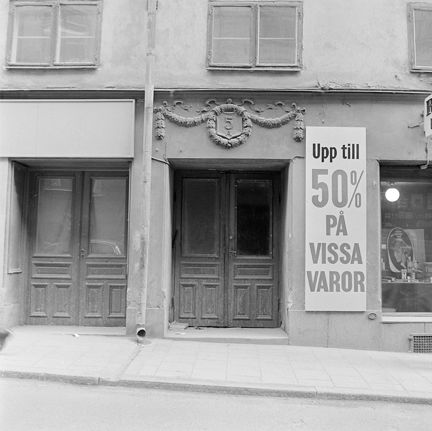 5
Upp till
50%
PÅ
VISSA
VAROR